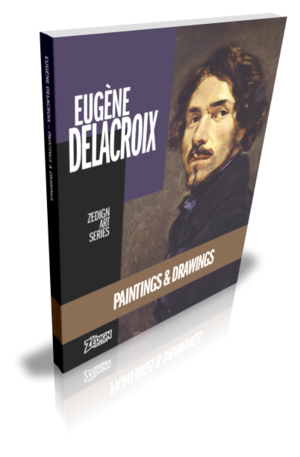 EUGÈNE DELACROIX – PAINTINGS & DRAWINGS
EUGÈNE
DELACROIX
ZEDIGN
ART
SERIES
PAINTINGS & DRAWINGS
ZEDIGN